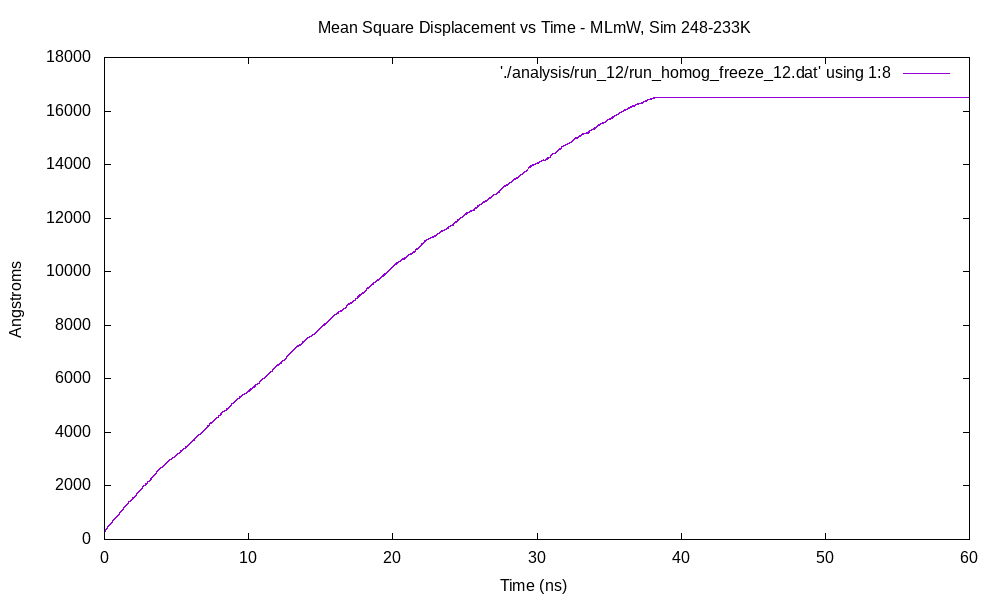 Mean Square Displacement vs Time - MLmW, Sim 248-233K
'./analysis/run_12/run_homog_freeze_12.dat' using 1:8
18000
16000
14000
12000
10000
8000
6000
4000
2000
0
Angstroms
0 10 20 30 40 50 60
Time (ns)